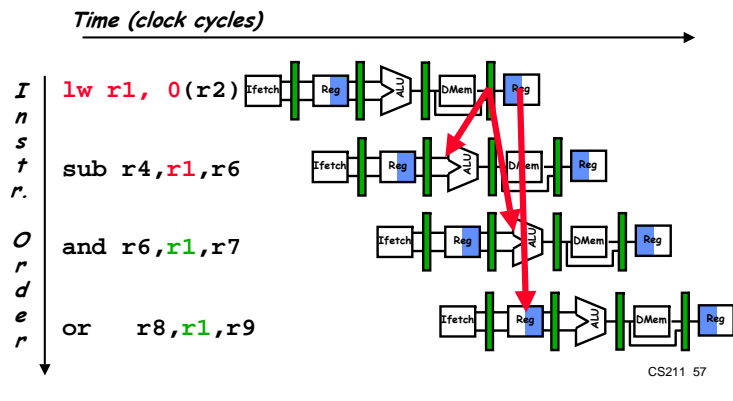 Time (clock cycles)
Instr. Order
lw r1, 0(r2) Ifetch Reg ALU DMem Reg
sub r4,r1,r6 Ifetch Reg ALU DMem Reg
and r6,r1,r7 Ifetch Reg ALU DMem Reg
or r8,r1,r9 Ifetch Reg ALU DMem Reg
CS211 57